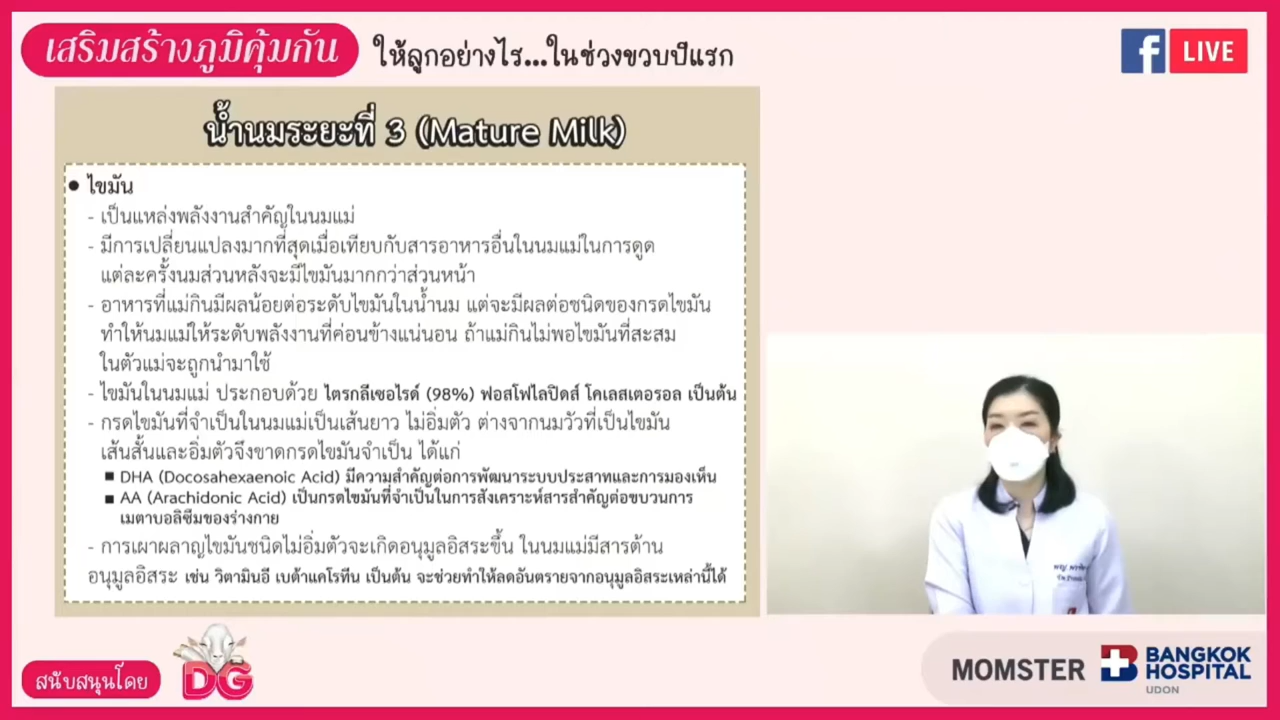 เสริมสร้างภูมิคุ้มกัน ให้ลูกอย่างไร...ในช่วงขวบปีแรก
f LIVE
น้ำนมระยะที่ 3 (Mature Milk)
● ไขมัน
- เป็นแหล่งพลังงานสำคัญในนมแม่
- มีการเปลี่ยนแปลงมากที่สุดเมื่อเทียบกับสารอาหารอื่นในนมแม่ในการดูด
แต่ละครั้งนมส่วนหลังจะมีไขมันมากกว่าส่วนหน้า
- อาหารที่แม่กินมีผลน้อยต่อระดับไขมันในน้ำนม แต่จะมีผลต่อชนิดของกรดไขมัน
ทำให้นมแม่ให้ระดับพลังงานที่ค่อนข้างแน่นอน ถ้าแม่กินไม่พอไขมันที่สะสม
ในตัวแม่จะถูกนำมาใช้
- ไขมันในนมแม่ ประกอบด้วย ไตรกลีเซอไรด์ (98%) ฟอสโฟไลปิดส์ โคเลสเตอรอล เป็นต้น
- กรดไขมันที่จำเป็นในนมแม่เป็นเส้นยาว ไม่อิ่มตัว ต่างจากนมวัวที่เป็นไขมัน
เส้นสั้นและอิ่มตัวจึงขาดกรดไขมันจำเป็น ได้แก่
■ DHA (Docosahexaenoic Acid) มีความสำคัญต่อการพัฒนาระบบประสาทและการมองเห็น
■ AA (Arachidonic Acid) เป็นกรดไขมันที่จำเป็นในการสังเคราะห์สารสำคัญต่อขบวนการ
เมตาบอลิซึมของร่างกาย
- การเผาผลาญไขมันชนิดไม่อิ่มตัวจะเกิดอนุมูลอิสระขึ้น ในนมแม่มีสารต้าน
อนุมูลอิสระ เช่น วิตามินอี เบต้าแคโรทีน เป็นต้น จะช่วยทำให้ลดอันตรายจากอนุมูลอิสระเหล่านี้ได้
สนับสนุนโดย
DG
MOMSTER
BANGKOK
HOSPITAL
UDON